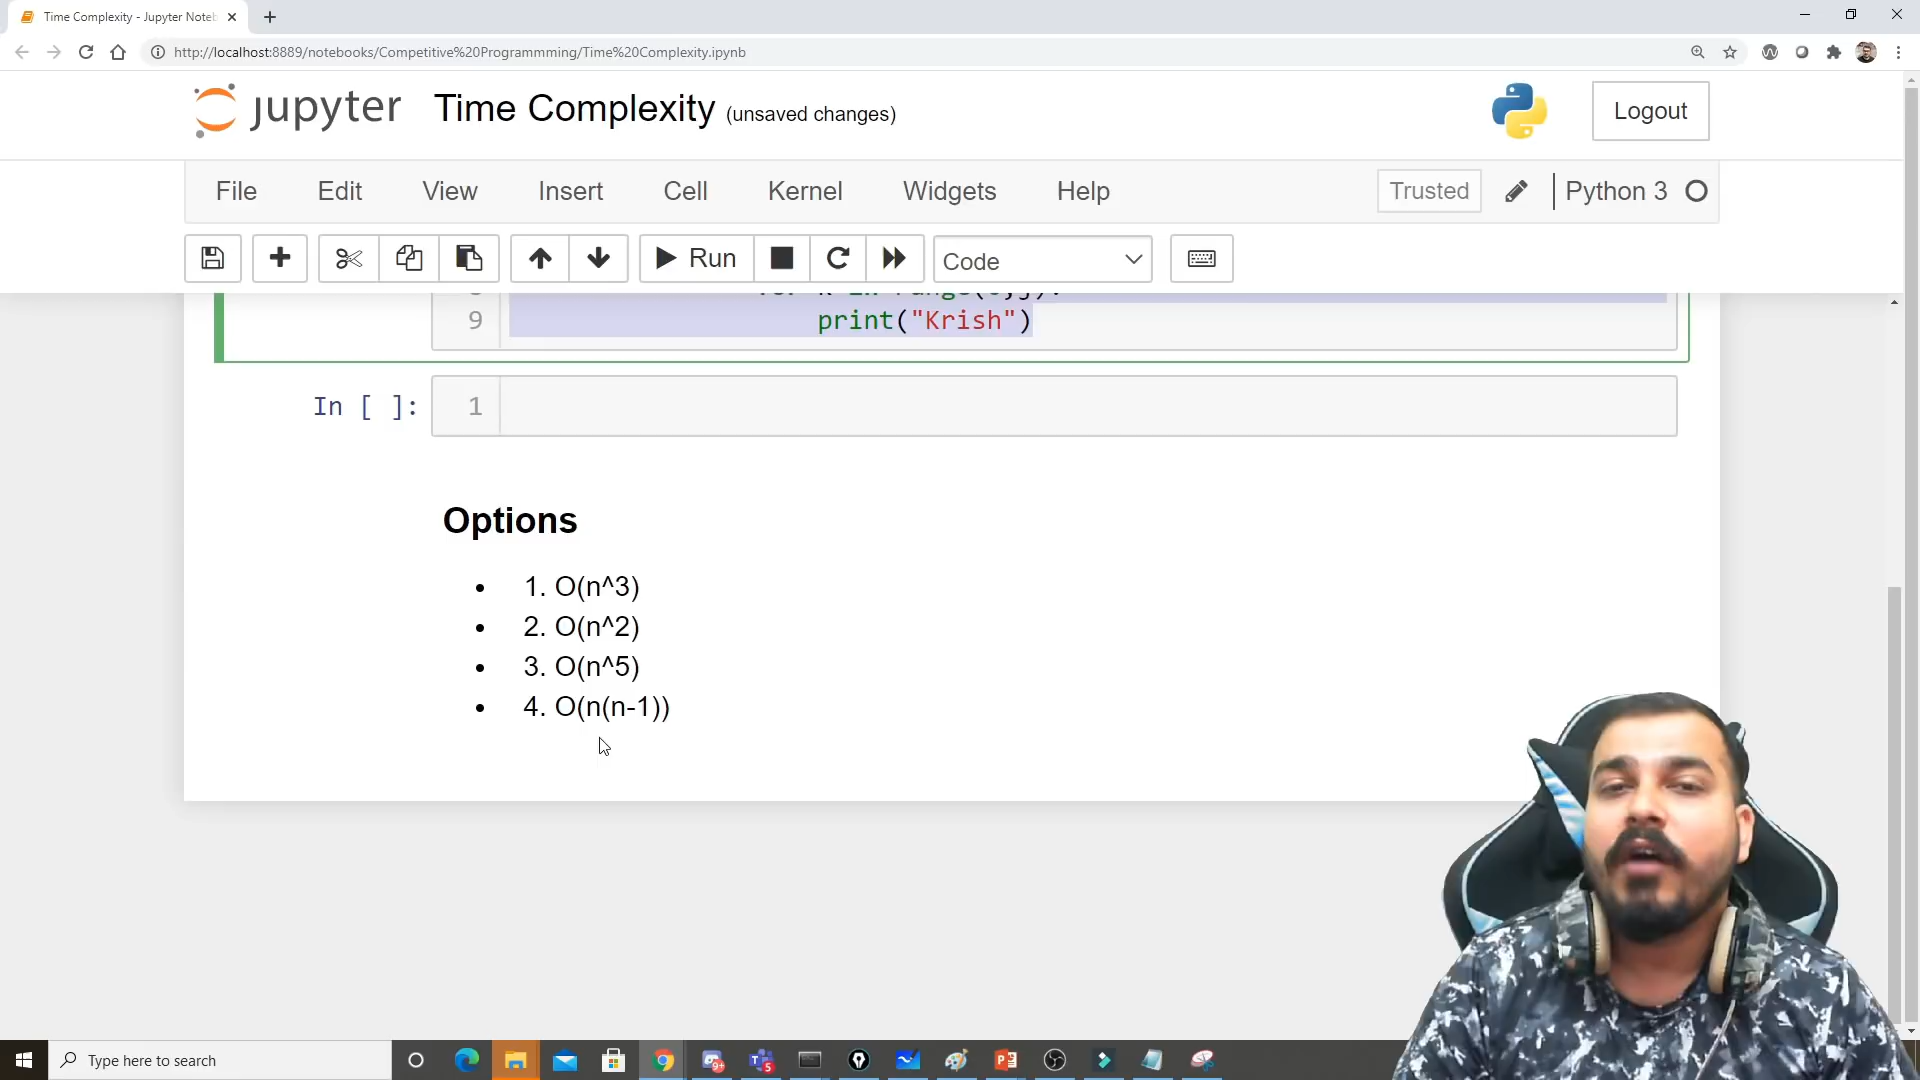 Time Complexity - Jupyter Noteb
http://localhost:8889/notebooks/Competitive%20Programmming/Time%20Complexity.ipynb
jupyter Time Complexity (unsaved changes) Logout
File Edit View Insert Cell Kernel Widgets Help Trusted Python 3
Run Code
9 print("Krish")
In [ ]: 1
Options
1. O(n^3)
2. O(n^2)
3. O(n^5)
4. O(n(n-1))
Type here to search